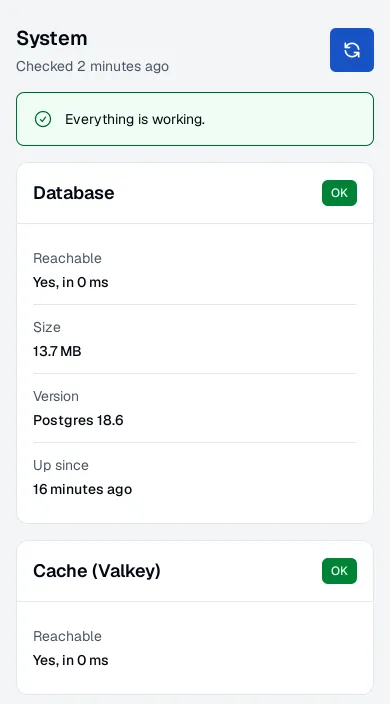 System
Checked 2 minutes ago
Everything is working.
Database
OK
Reachable
Yes, in 0 ms
Size
13.7 MB
Version
Postgres 18.6
Up since
16 minutes ago
Cache (Valkey)
OK
Reachable
Yes, in 0 ms